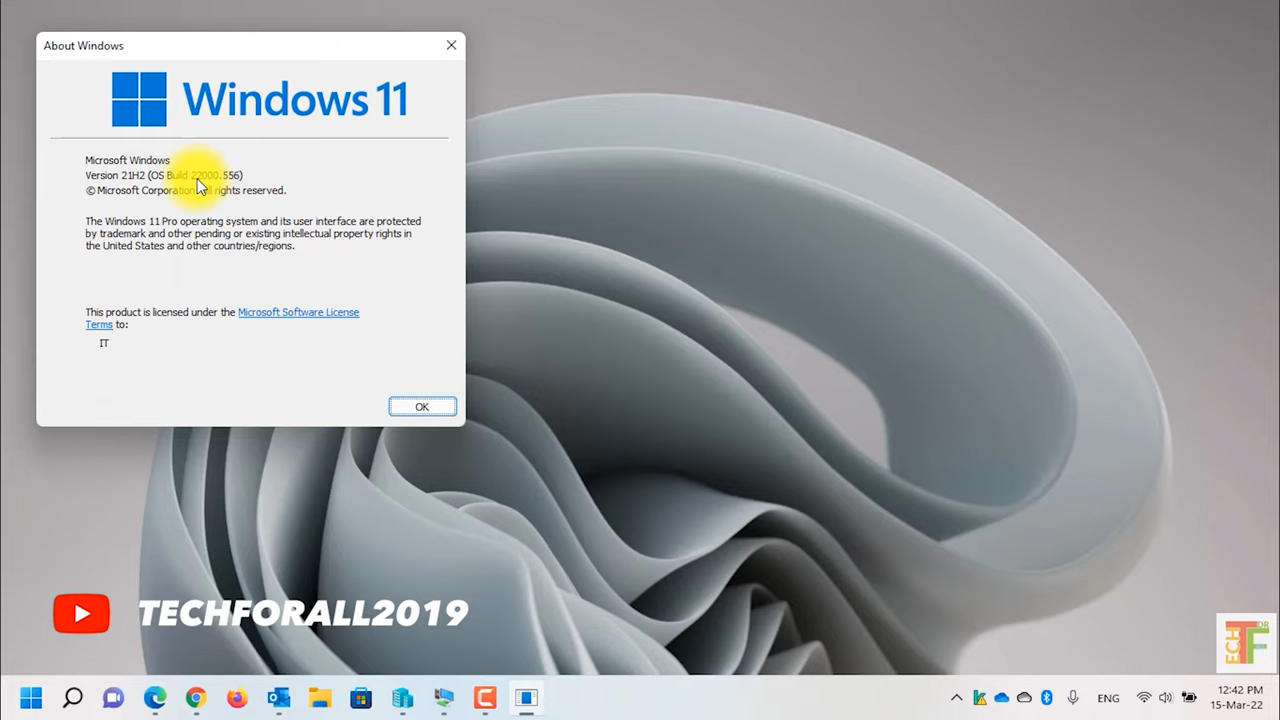 About Windows
Windows 11
Microsoft Windows
Version 21H2 (OS Build 22000.556)
© Microsoft Corporation. All rights reserved.
The Windows 11 Pro operating system and its user interface are protected
by trademark and other pending or existing intellectual property rights in
the United States and other countries/regions.
This product is licensed under the Microsoft Software License
Terms to:
IT
OK
TECHFORALL2019
TECH FOR
ENG
12:42 PM
15-Mar-22